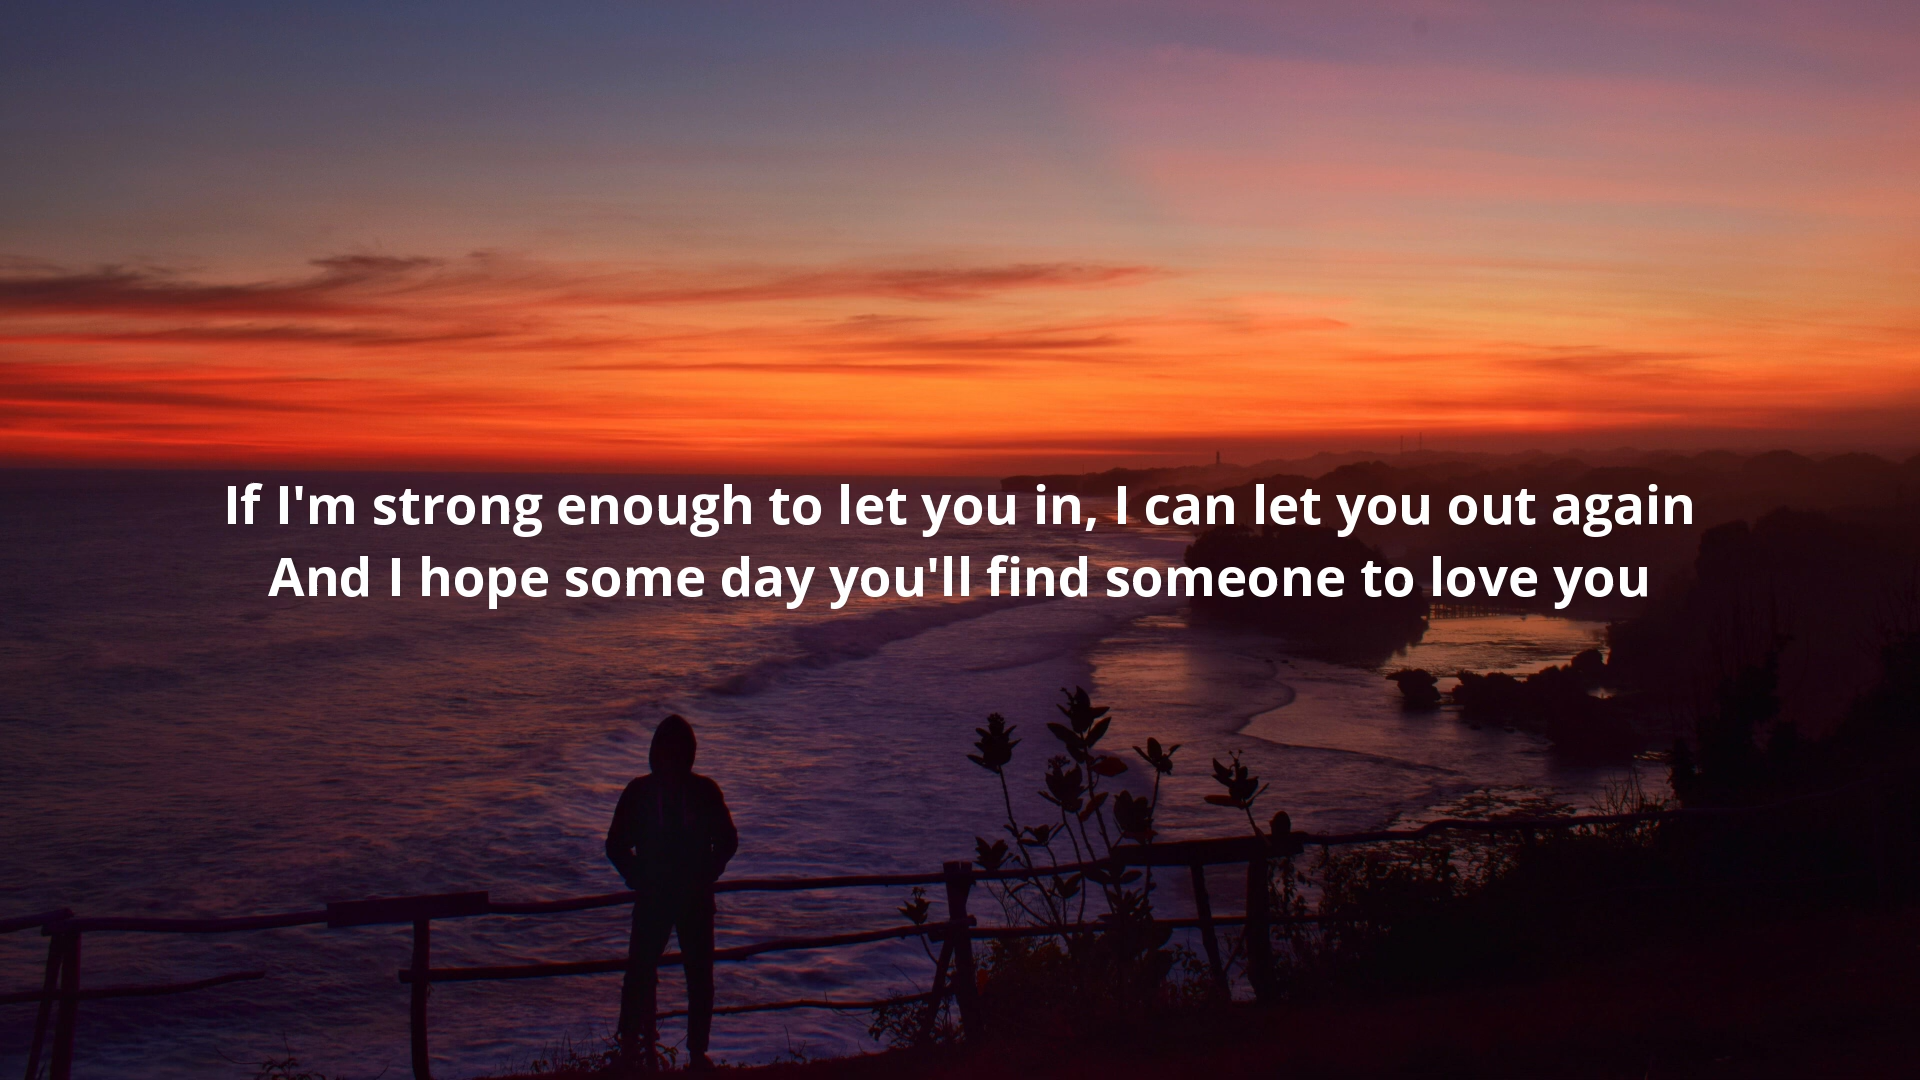 If I'm strong enough to let you in, I can let you out again
And I hope some day you'll find someone to love you